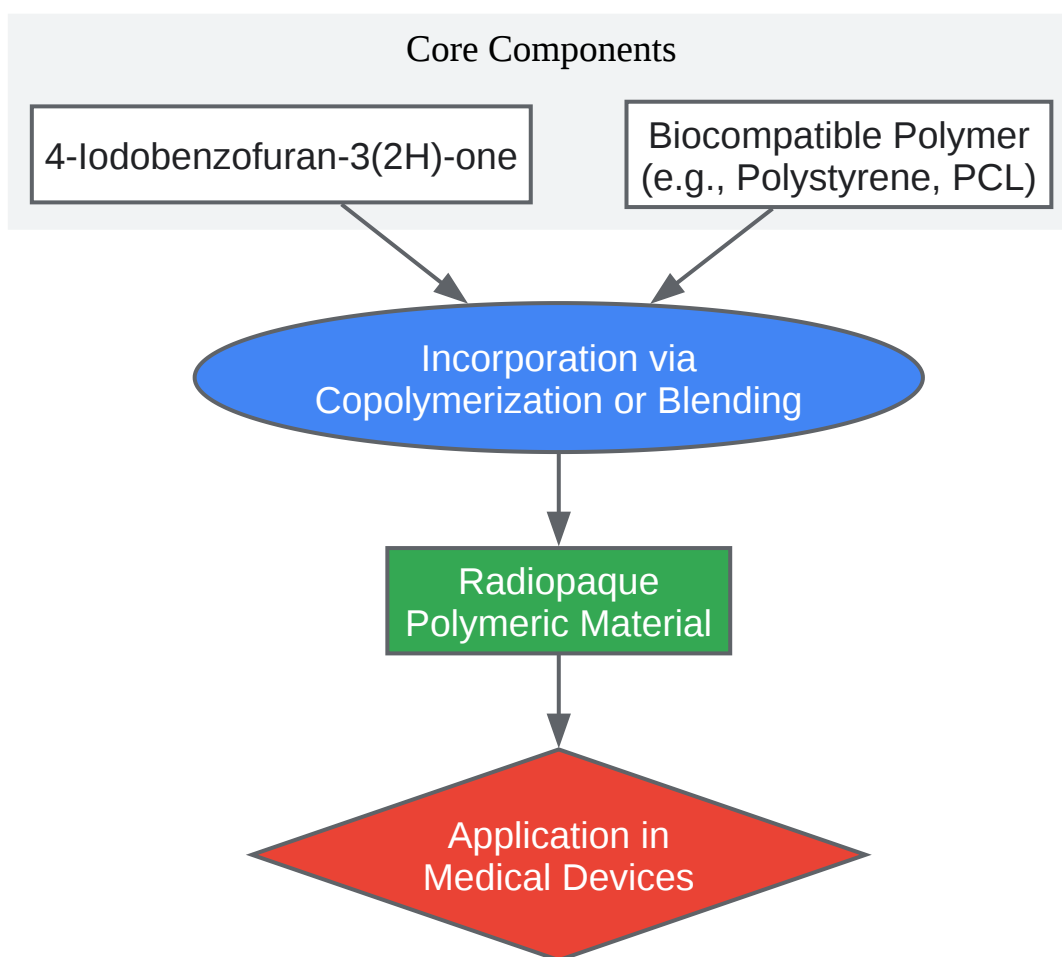 Core Components
4-Iodobenzofuran-3(2H)-one
Biocompatible Polymer
(e.g., Polystyrene, PCL)
Incorporation via
Copolymerization or Blending
Radiopaque
Polymeric Material
Application in
Medical Devices